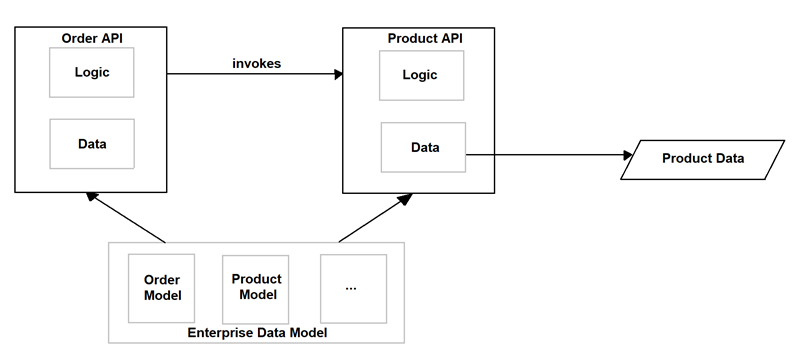 Order API
Logic
Data
invokes
Product API
Logic
Data
Product Data
Order
Model
Product
Model
...
Enterprise Data Model